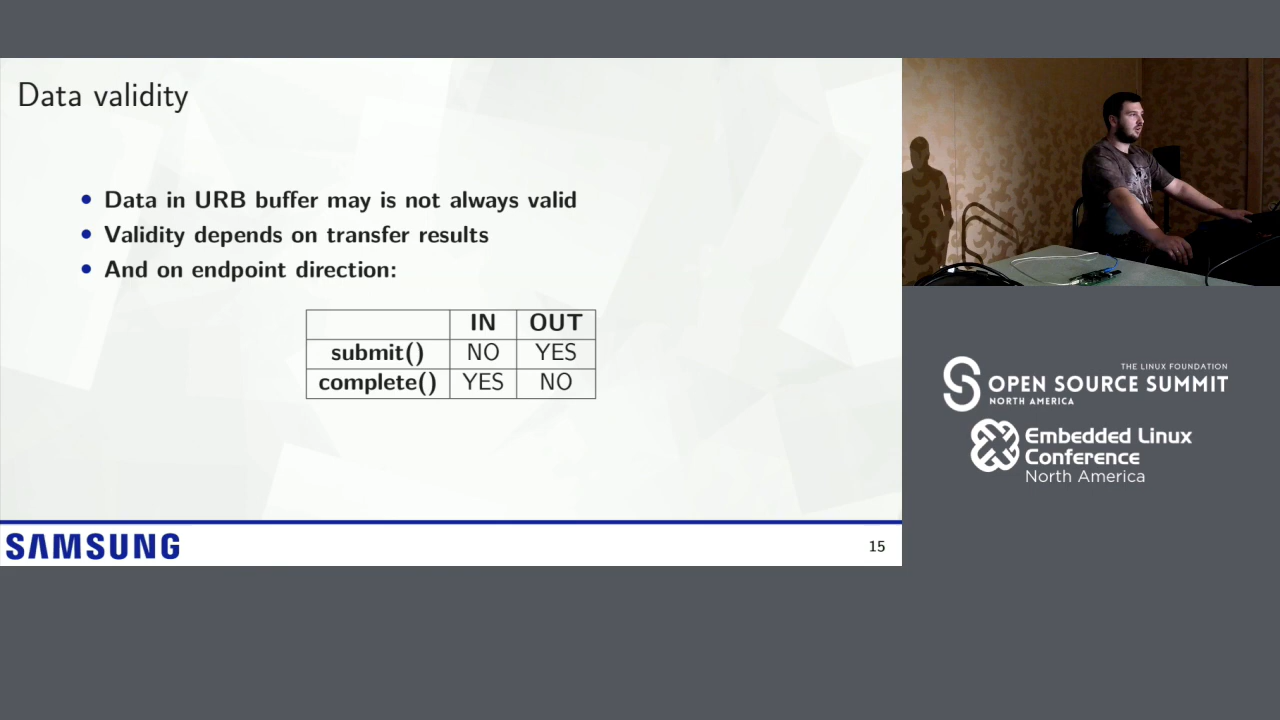 Data validity
• Data in URB buffer may is not always valid
• Validity depends on transfer results
• And on endpoint direction:
IN OUT
submit() NO YES
complete() YES NO
SAMSUNG
15
THE LINUX FOUNDATION
OPEN SOURCE SUMMIT
NORTH AMERICA
Embedded Linux
Conference
North America